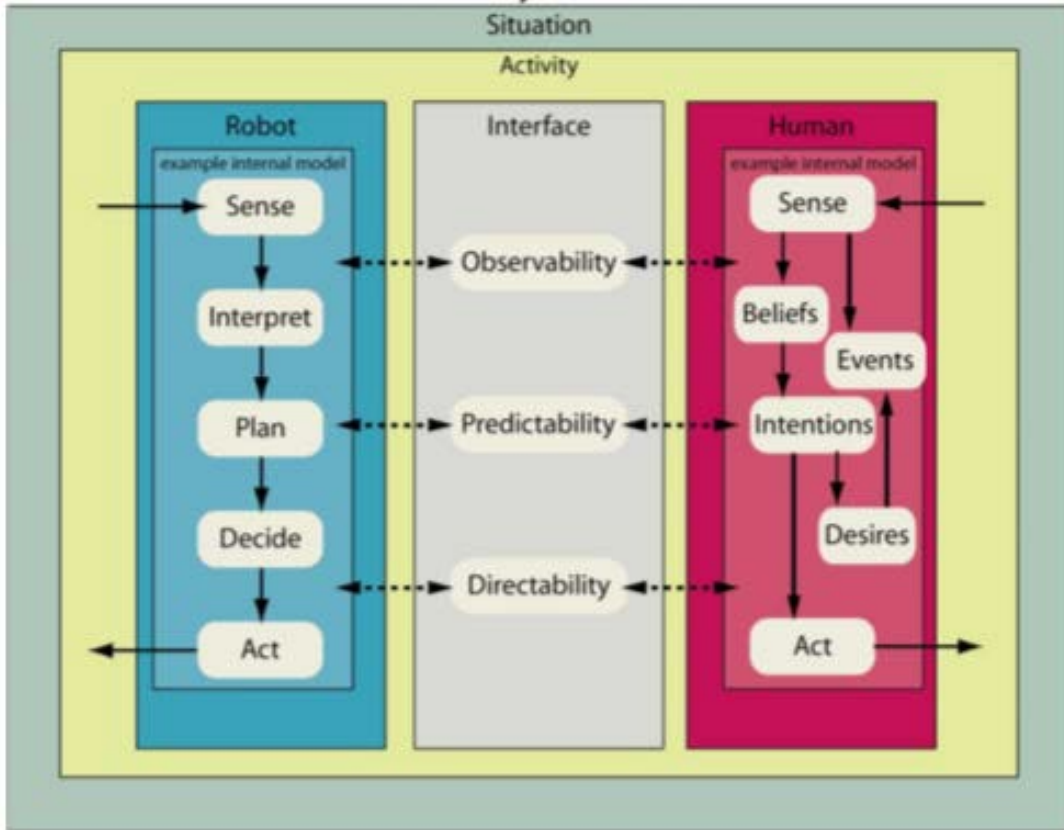 Situation
Activity
Robot
example internal model
Sense
Interpret
Plan
Decide
Act
Interface
Observability
Predictability
Directability
Human
example internal model
Sense
Beliefs
Events
Intentions
Desires
Act